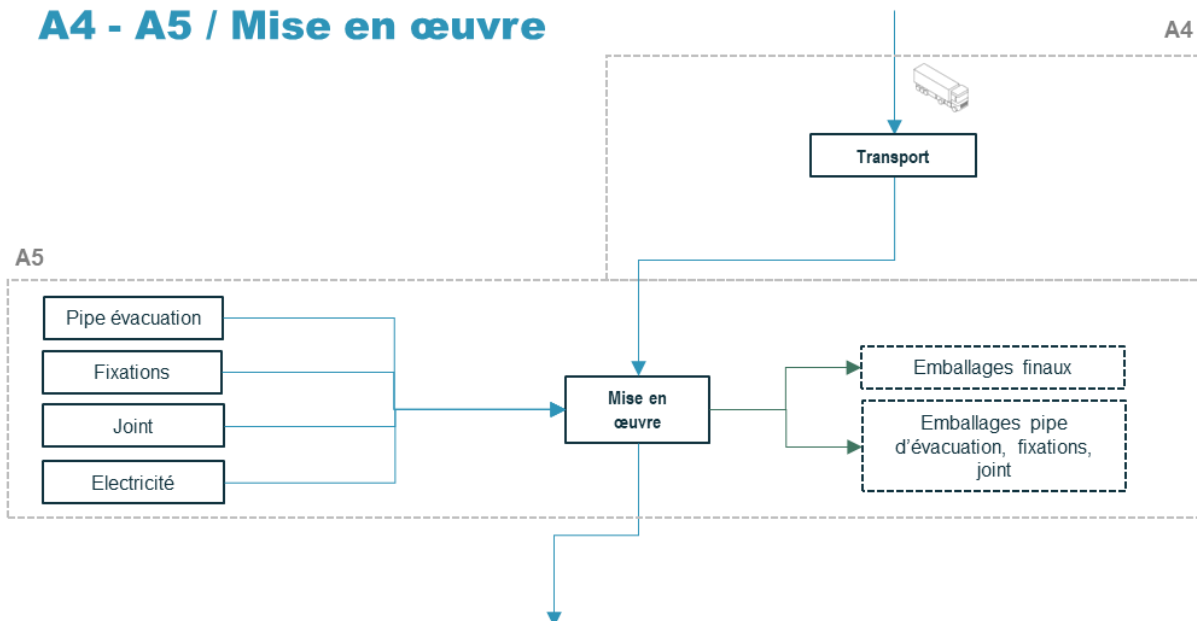 A4 - A5 / Mise en œuvre
A4
Transport
A5
Pipe évacuation
Fixations
Joint
Electricité
Mise en
œuvre
Emballages finaux
Emballages pipe
d'évacuation, fixations,
joint